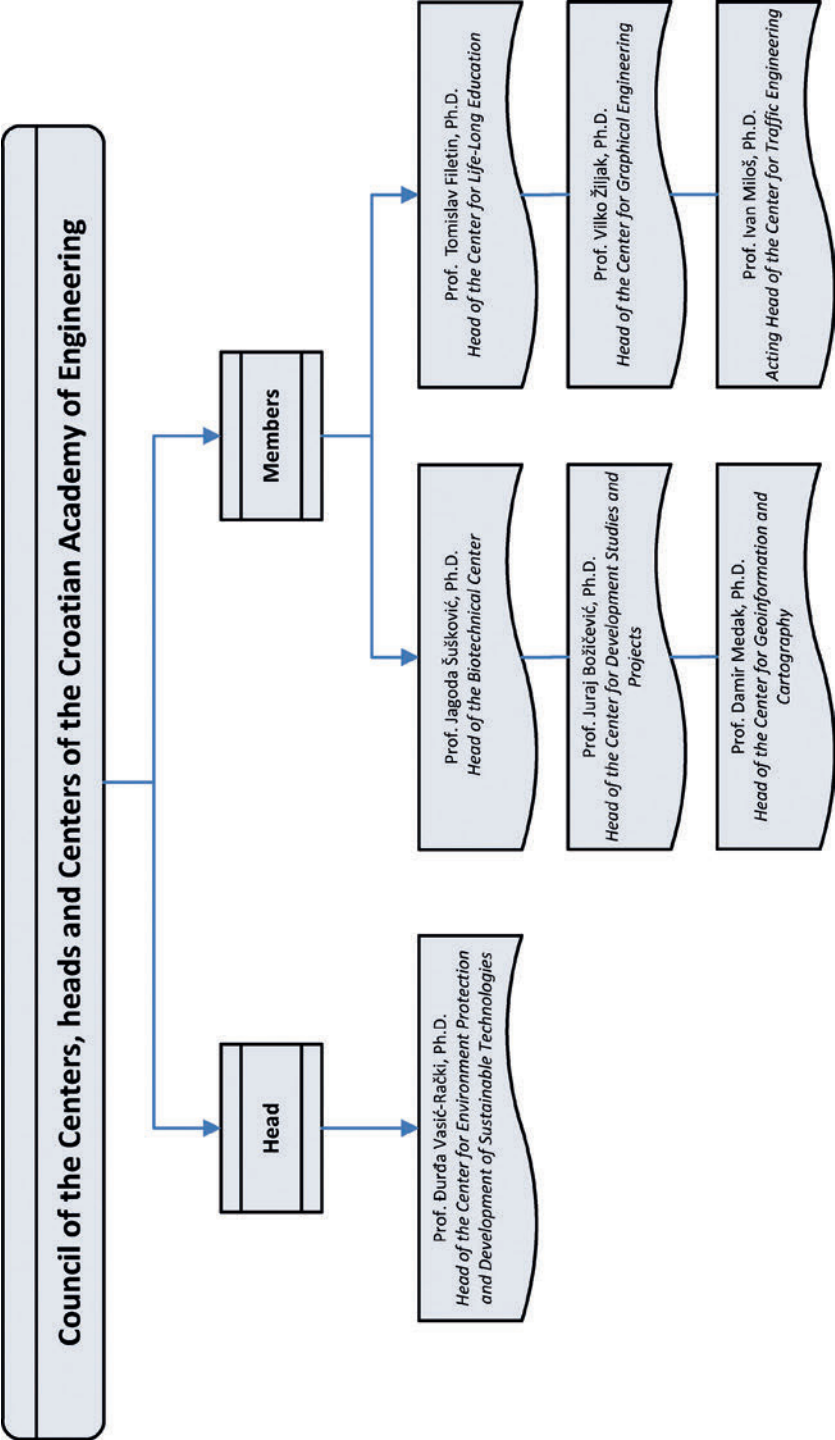 Council of the Centers, heads and Centers of the Croatian Academy of Engineering
Head
Members
Prof. Đurđa Vasić-Rački, Ph.D.
Head of the Center for Environment Protection
and Development of Sustainable Technologies
Prof. Jagoda Šušković, Ph.D.
Head of the Biotechnical Center
Prof. Juraj Božičević, Ph.D.
Head of the Center for Development Studies and
Projects
Prof. Damir Medak, Ph.D.
Head of the Center for Geoinformation and
Cartography
Prof. Tomislav Filetin, Ph.D.
Head of the Center for Life-Long Education
Prof. Vilko Žiljak, Ph.D.
Head of the Center for Graphical Engineering
Prof. Ivan Miloš, Ph.D.
Acting Head of the Center for Traffic Engineering